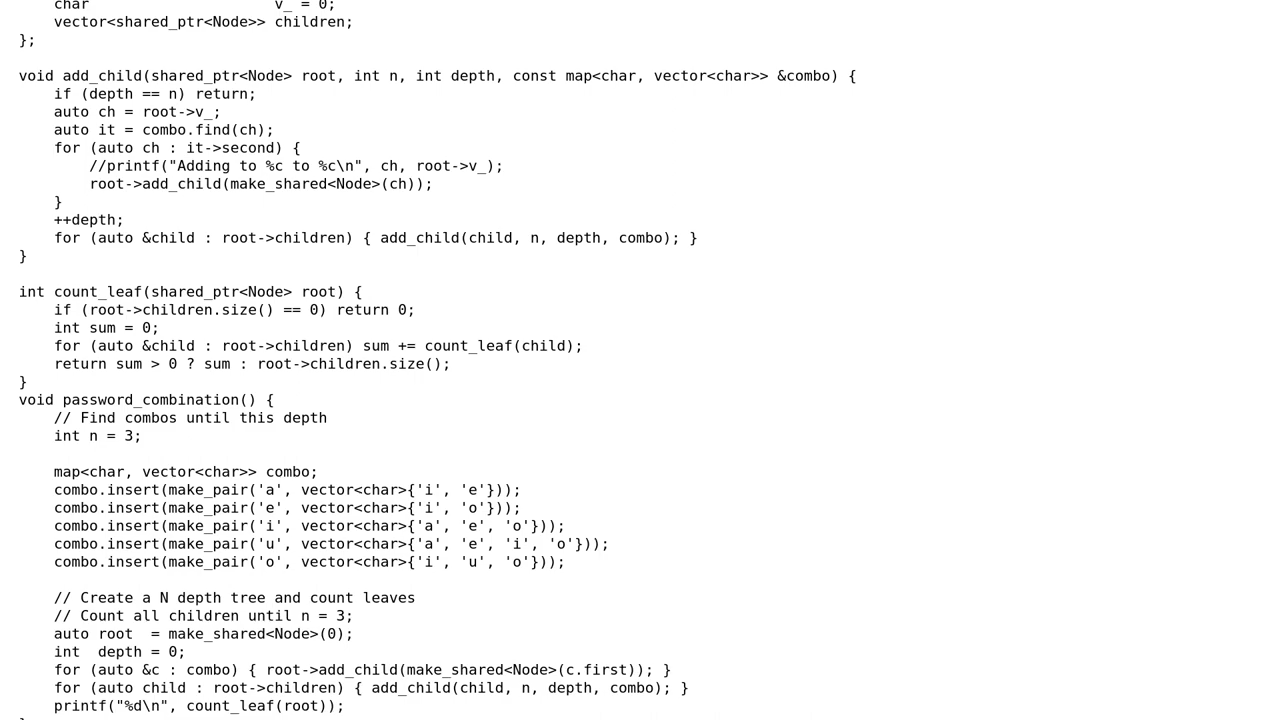 char                     v_ = 0;
    vector<shared_ptr<Node>> children;
};

void add_child(shared_ptr<Node> root, int n, int depth, const map<char, vector<char>> &combo) {
    if (depth == n) return;
    auto ch = root->v_;
    auto it = combo.find(ch);
    for (auto ch : it->second) {
        //printf("Adding to %c to %c\n", ch, root->v_);
        root->add_child(make_shared<Node>(ch));
    }
    ++depth;
    for (auto &child : root->children) { add_child(child, n, depth, combo); }
}

int count_leaf(shared_ptr<Node> root) {
    if (root->children.size() == 0) return 0;
    int sum = 0;
    for (auto &child : root->children) sum += count_leaf(child);
    return sum > 0 ? sum : root->children.size();
}
void password_combination() {
    // Find combos until this depth
    int n = 3;

    map<char, vector<char>> combo;
    combo.insert(make_pair('a', vector<char>{'i', 'e'}));
    combo.insert(make_pair('e', vector<char>{'i', 'o'}));
    combo.insert(make_pair('i', vector<char>{'a', 'e', 'o'}));
    combo.insert(make_pair('u', vector<char>{'a', 'e', 'i', 'o'}));
    combo.insert(make_pair('o', vector<char>{'i', 'u', 'o'}));

    // Create a N depth tree and count leaves
    // Count all children until n = 3;
    auto root  = make_shared<Node>(0);
    int  depth = 0;
    for (auto &c : combo) { root->add_child(make_shared<Node>(c.first)); }
    for (auto child : root->children) { add_child(child, n, depth, combo); }
    printf("%d\n", count_leaf(root));